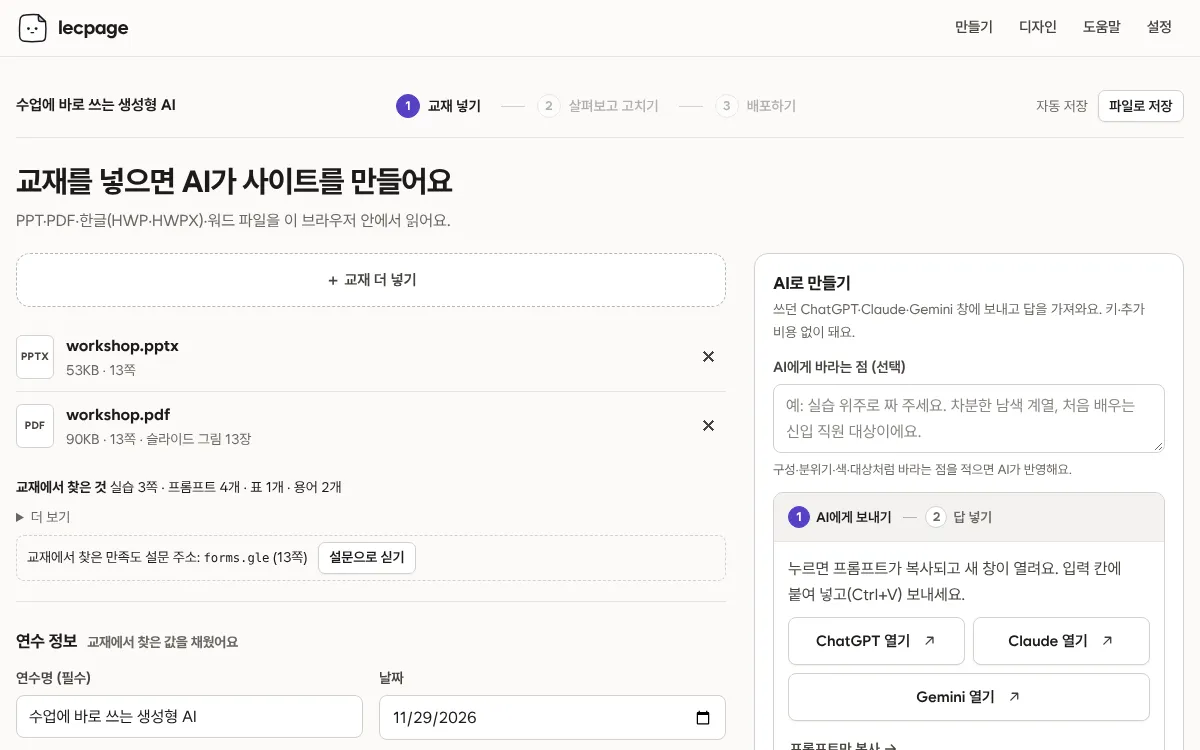 lecpage
만들기 디자인 도움말 설정
수업에 바로 쓰는 생성형 AI
1 교재 넣기 2 살펴보고 고치기 3 배포하기
자동 저장 파일로 저장
교재를 넣으면 AI가 사이트를 만들어요
PPT·PDF·한글(HWP·HWPX)·워드 파일을 이 브라우저 안에서 읽어요.
+ 교재 더 넣기
PPTX
workshop.pptx
53KB · 13쪽
PDF
workshop.pdf
90KB · 13쪽 · 슬라이드 그림 13장
교재에서 찾은 것 실습 3쪽 · 프롬프트 4개 · 표 1개 · 용어 2개
더 보기
교재에서 찾은 만족도 설문 주소: forms.gle (13쪽) 설문으로 싣기
연수 정보 교재에서 찾은 값을 채웠어요
연수명 (필수)
수업에 바로 쓰는 생성형 AI
날짜
11/29/2026
AI로 만들기
쓰던 ChatGPT·Claude·Gemini 창에 보내고 답을 가져와요. 키·추가
비용 없이 돼요.
AI에게 바라는 점 (선택)
예: 실습 위주로 짜 주세요. 차분한 남색 계열, 처음 배우는
신입 직원 대상이에요.
구성·분위기·색·대상처럼 바라는 점을 적으면 AI가 반영해요.
1 AI에게 보내기 2 답 넣기
누르면 프롬프트가 복사되고 새 창이 열려요. 입력 칸에
붙여 넣고(Ctrl+V) 보내세요.
ChatGPT 열기 ↗ Claude 열기 ↗
Gemini 열기 ↗
프롬프트만 복사 →